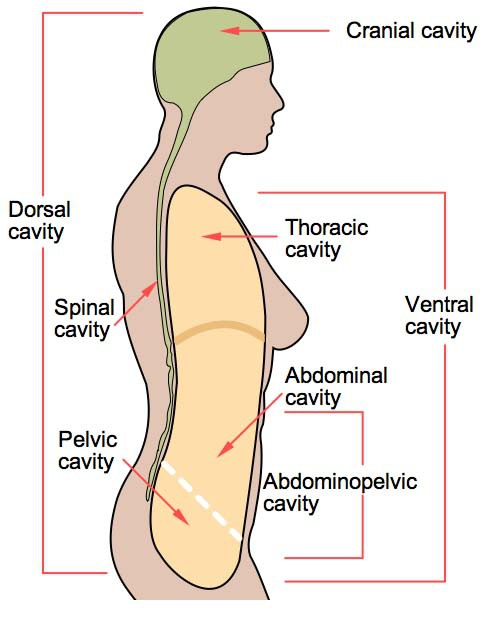 Cranial cavity
Dorsal
cavity
Thoracic
cavity
Spinal
cavity
Ventral
cavity
Abdominal
cavity
Pelvic
cavity
Abdominopelvic
cavity